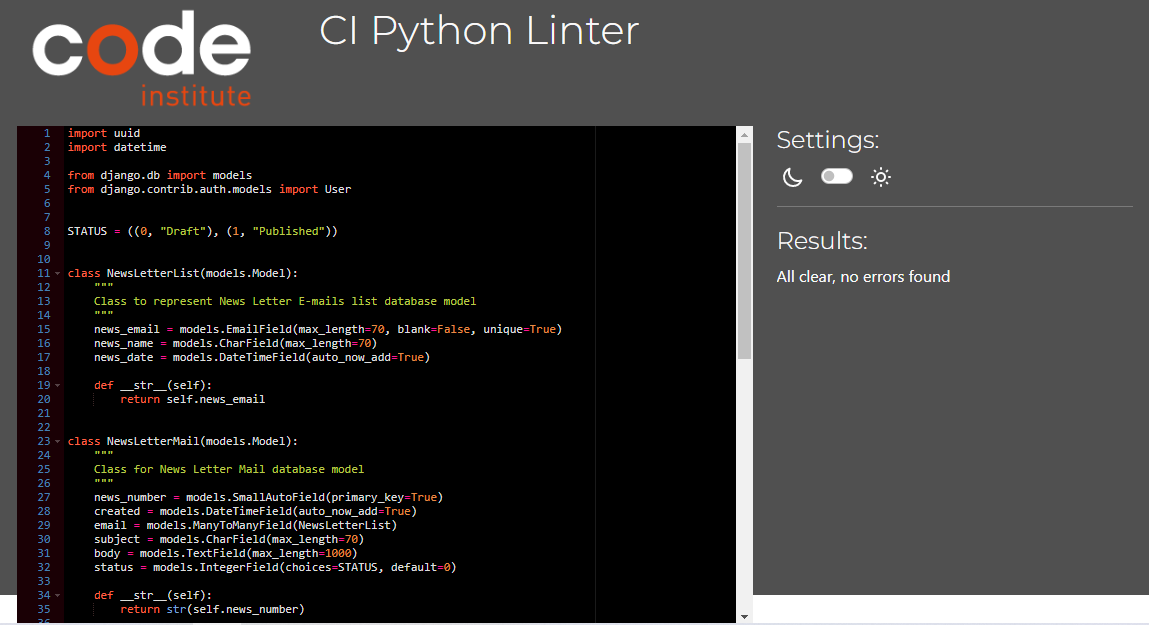 code
institute
CI Python Linter
1 import uuid
2 import datetime
3
4 from django.db import models
5 from django.contrib.auth.models import User
6
7
8 STATUS = ((0, "Draft"), (1, "Published"))
9
10
11 class NewsLetterList(models.Model):
12     """
13     Class to represent News Letter E-mails list database model
14     """
15     news_email = models.EmailField(max_length=70, blank=False, unique=True)
16     news_name = models.CharField(max_length=70)
17     news_date = models.DateTimeField(auto_now_add=True)
18
19     def __str__(self):
20         return self.news_email
21
22
23 class NewsLetterMail(models.Model):
24     """
25     Class for News Letter Mail database model
26     """
27     news_number = models.SmallAutoField(primary_key=True)
28     created = models.DateTimeField(auto_now_add=True)
29     email = models.ManyToManyField(NewsLetterList)
30     subject = models.CharField(max_length=70)
31     body = models.TextField(max_length=1000)
32     status = models.IntegerField(choices=STATUS, default=0)
33
34     def __str__(self):
35         return str(self.news_number)
36
Settings:
Results:
All clear, no errors found